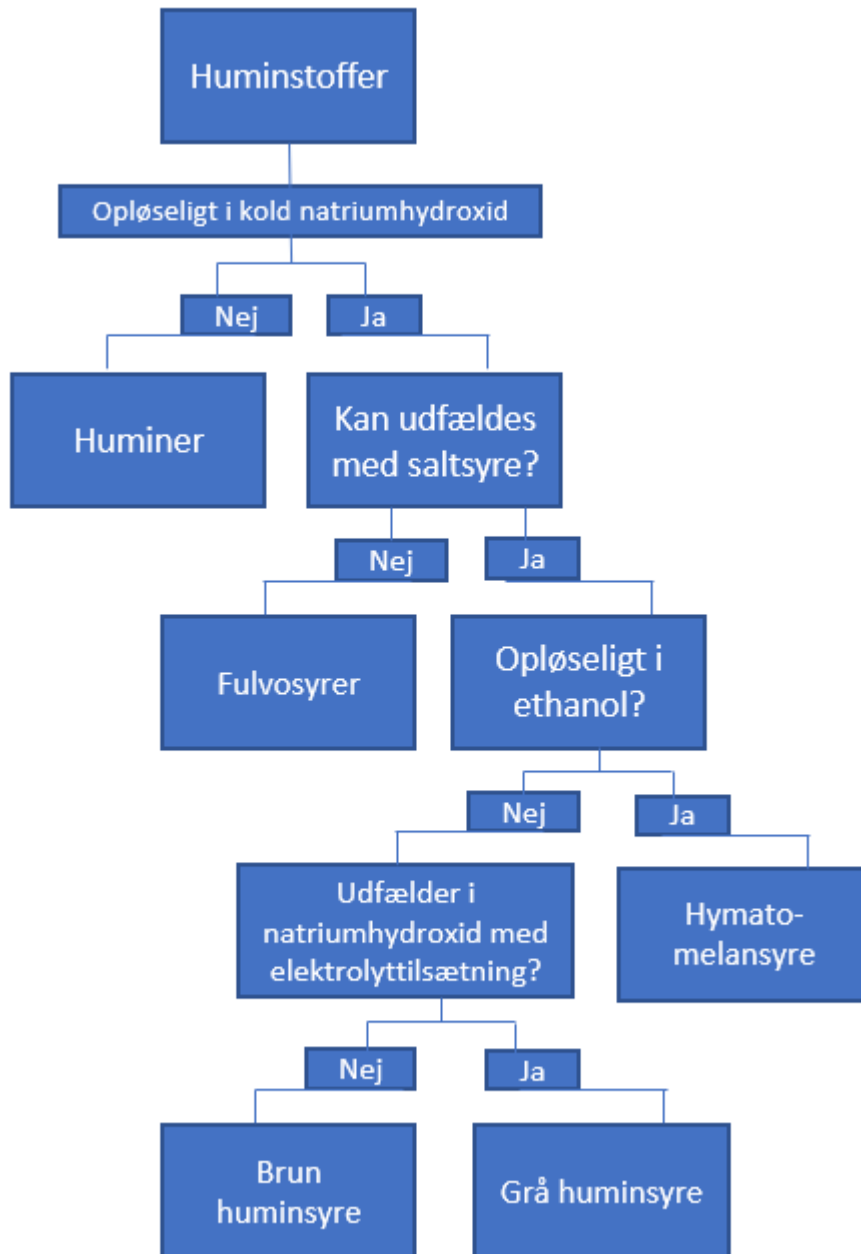 Huminstoffer
Opløseligt i kold natriumhydroxid
Nej
Ja
Huminer
Kan udfældes
med saltsyre?
Nej
Ja
Fulvosyrer
Opløseligt i
ethanol?
Nej
Ja
Udfælder i
natriumhydroxid med
elektrolyttilsætning?
Hymato-
melansyre
Nej
Ja
Brun
huminsyre
Grå huminsyre